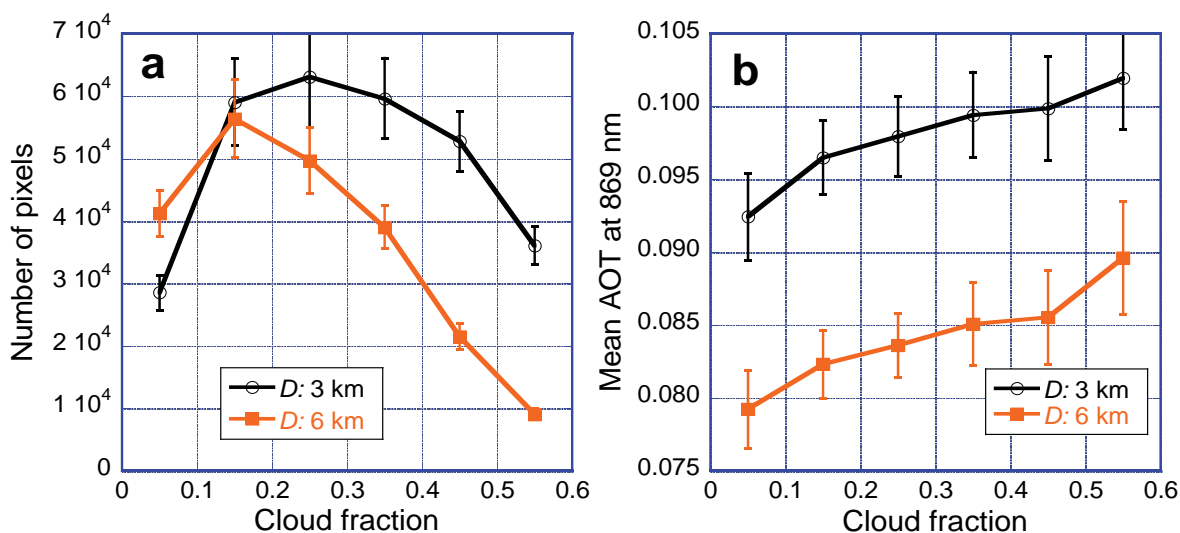 a
7 10⁴
6 10⁴
5 10⁴
4 10⁴
3 10⁴
2 10⁴
1 10⁴
0
Number of pixels
D: 3 km
D: 6 km
0 0.1 0.2 0.3 0.4 0.5 0.6
Cloud fraction
b
0.105
0.100
0.095
0.090
0.085
0.080
0.075
Mean AOT at 869 nm
D: 3 km
D: 6 km
0 0.1 0.2 0.3 0.4 0.5 0.6
Cloud fraction